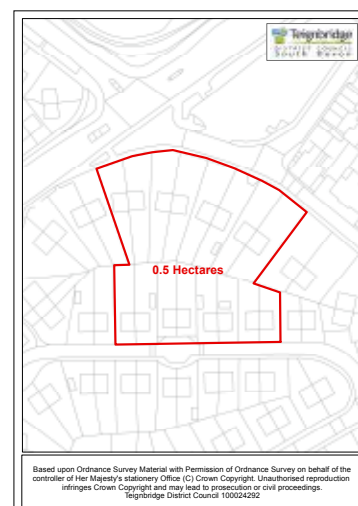 Teignbridge
DISTRICT COUNCIL
South Devon
0.5 Hectares
Based upon Ordnance Survey Material with Permission of Ordnance Survey on behalf of the
controller of Her Majesty's stationery Office (C) Crown Copyright. Unauthorised reproduction
infringes Crown Copyright and may lead to prosecution or civil proceedings.
Teignbridge District Council 100024292